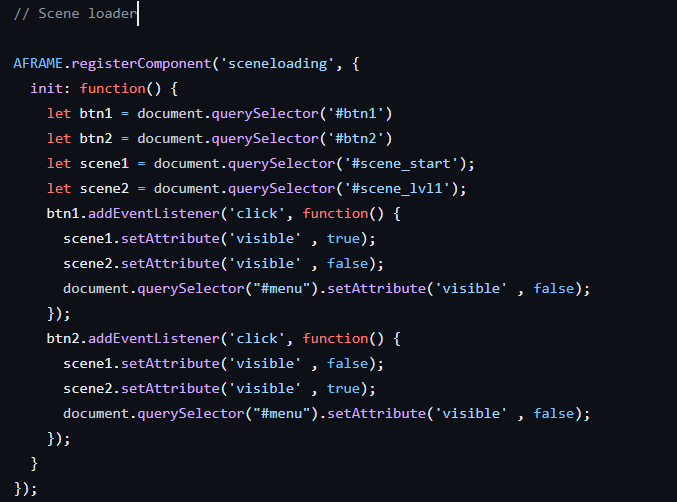 // Scene loader
AFRAME.registerComponent('sceneloading', {
init: function() {
let btn1 = document.querySelector('#btn1')
let btn2 = document.querySelector('#btn2')
let scene1 = document.querySelector('#scene_start');
let scene2 = document.querySelector('#scene_lvl1');
btn1.addEventListener('click', function() {
scene1.setAttribute('visible' , true);
scene2.setAttribute('visible' , false);
document.querySelector("#menu").setAttribute('visible' , false);
});
btn2.addEventListener('click', function() {
scene1.setAttribute('visible' , false);
scene2.setAttribute('visible' , true);
document.querySelector("#menu").setAttribute('visible' , false);
});
}
});